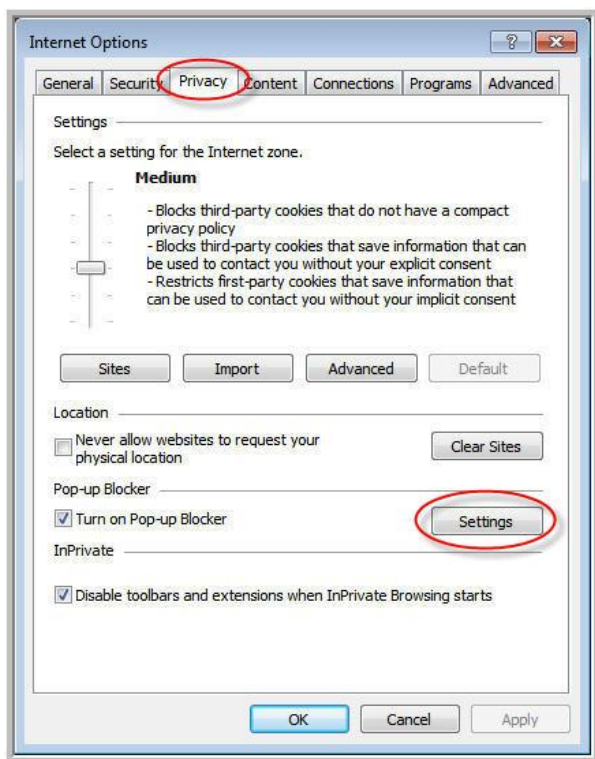 Internet Options
General Security Privacy Content Connections Programs Advanced
Settings
Select a setting for the Internet zone.
Medium
- Blocks third-party cookies that do not have a compact
privacy policy
- Blocks third-party cookies that save information that can
be used to contact you without your explicit consent
- Restricts first-party cookies that save information that
can be used to contact you without your implicit consent
Sites Import Advanced Default
Location
Never allow websites to request your
physical location
Clear Sites
Pop-up Blocker
Turn on Pop-up Blocker Settings
InPrivate
Disable toolbars and extensions when InPrivate Browsing starts
OK Cancel Apply